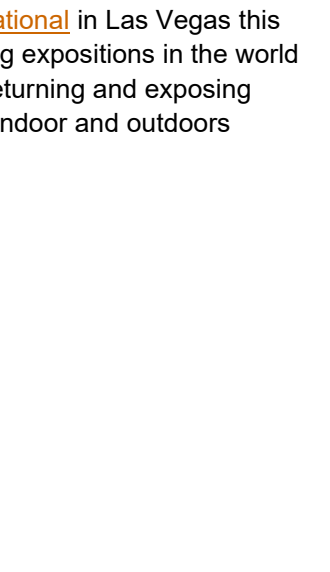 ational in Las Vegas this
g expositions in the world
eturning and exposing
ndoor and outdoors